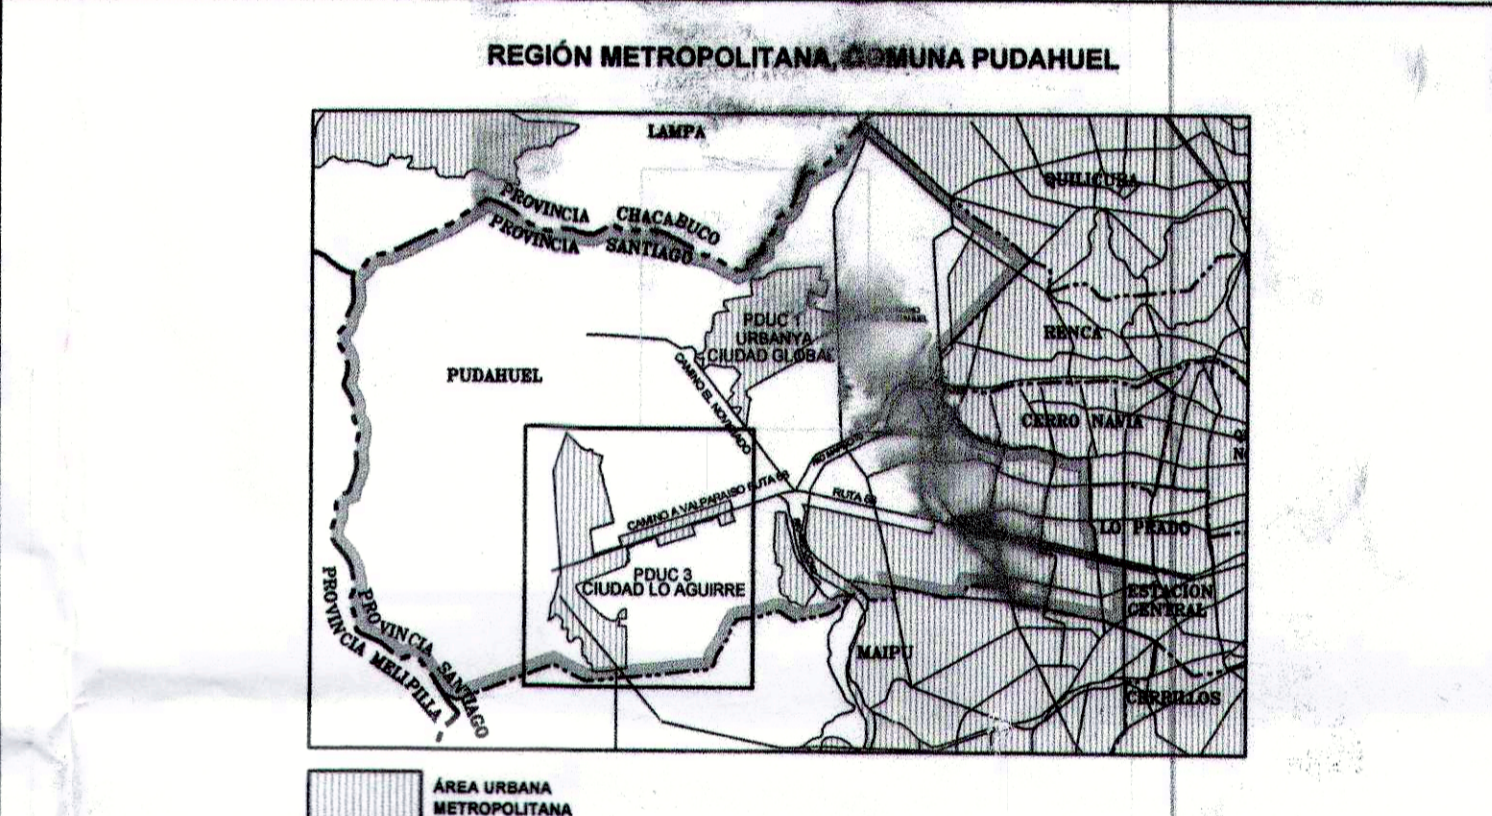 REGIÓN METROPOLITANA, COMUNA PUDAHUEL
LAMPA
QUILICURA
PROVINCIA CHACABUCO
PROVINCIA SANTIAGO
PDUC 1
URBANYA
CIUDAD GLOBAL
RENCA
PUDAHUEL
CAMINO EL NOVICIADO
CERRO NAVIA
RIO MAPOCHO
CAMINO A VALPARAISO RUTA 68
RUTA 68
LO PRADO
PDUC 3
CIUDAD LO AGUIRRE
ESTACION
CENTRAL
PROVINCIA SANTIAGO
PROVINCIA MELIPILLA
MAIPU
CERRILLOS
ÁREA URBANA
METROPOLITANA